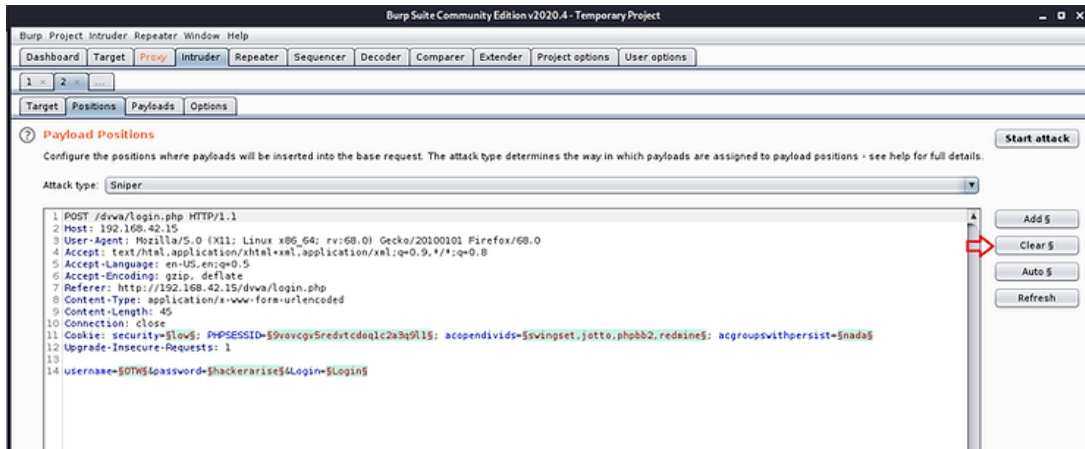 Burp Suite Community Edition v2020.4 - Temporary Project
Burp Project Intruder Repeater Window Help
Dashboard Target Proxy Intruder Repeater Sequencer Decoder Comparer Extender Project options User options
1 × 2 × ...
Target Positions Payloads Options
? Payload Positions
Start attack
Configure the positions where payloads will be inserted into the base request. The attack type determines the way in which payloads are assigned to payload positions - see help for full details.
Attack type: Sniper
Add §
Clear §
Auto §
Refresh
1 POST /dvwa/login.php HTTP/1.1
2 Host: 192.168.42.15
3 User-Agent: Mozilla/5.0 (X11; Linux x86_64; rv:68.0) Gecko/20100101 Firefox/68.0
4 Accept: text/html,application/xhtml+xml,application/xml;q=0.9,*/*;q=0.8
5 Accept-Language: en-US,en;q=0.5
6 Accept-Encoding: gzip, deflate
7 Referer: http://192.168.42.15/dvwa/login.php
8 Content-Type: application/x-www-form-urlencoded
9 Content-Length: 45
10 Connection: close
11 Cookie: security=§low§; PHPSESSID=§9vovcgv5redvtcdoqlc2a3q9l1§; acopendivids=§swingset,jotto,phpbb2,redmine§; acgroupswithpersist=§nada§
12 Upgrade-Insecure-Requests: 1
13
14 username=§OTW§&password=§hackerarise§&Login=§Login§